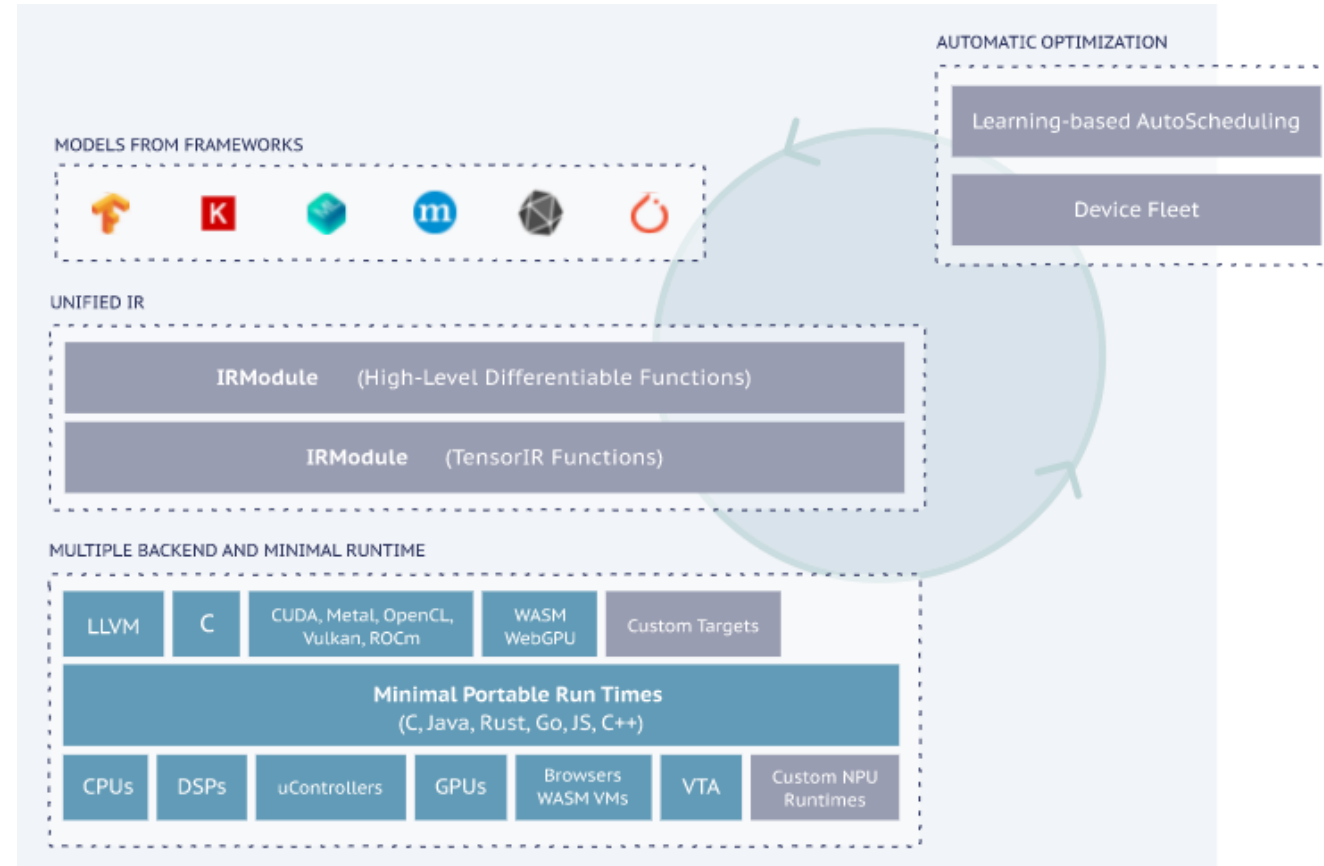 AUTOMATIC OPTIMIZATION
Learning-based AutoScheduling
Device Fleet
MODELS FROM FRAMEWORKS
K
ML
m
UNIFIED IR
IRModule (High-Level Differentiable Functions)
IRModule (TensorIR Functions)
MULTIPLE BACKEND AND MINIMAL RUNTIME
LLVM
C
CUDA, Metal, OpenCL,
Vulkan, ROCm
WASM
WebGPU
Custom Targets
Minimal Portable Run Times
(C, Java, Rust, Go, JS, C++)
CPUs
DSPs
uControllers
GPUs
Browsers
WASM VMs
VTA
Custom NPU
Runtimes